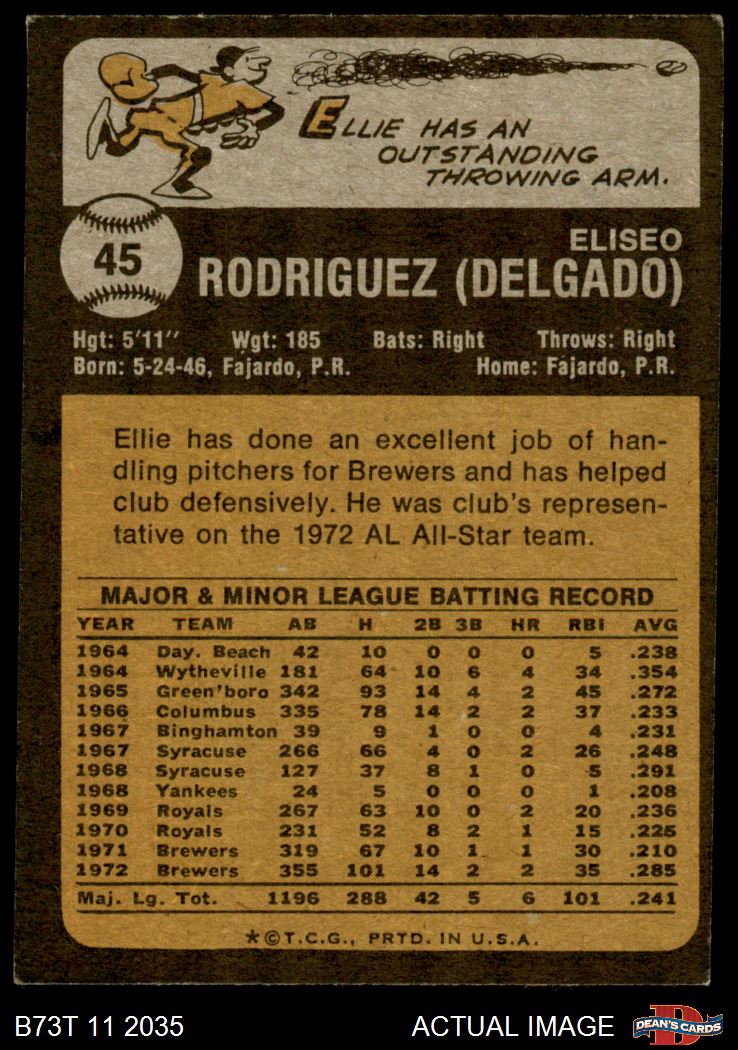 ELLIE HAS AN
OUTSTANDING
THROWING ARM.
45
ELISEO
RODRIGUEZ (DELGADO)
Hgt: 5'11'' Wgt: 185 Bats: Right Throws: Right
Born: 5-24-46, Fajardo, P.R. Home: Fajardo, P.R.
Ellie has done an excellent job of han-
dling pitchers for Brewers and has helped
club defensively. He was club's represen-
tative on the 1972 AL All-Star team.
MAJOR & MINOR LEAGUE BATTING RECORD
YEAR TEAM AB H 2B 3B HR RBI AVG
1964 Day. Beach 42 10 0 0 0 5 .238
1964 Wytheville 181 64 10 6 4 34 .354
1965 Green'boro 342 93 14 4 2 45 .272
1966 Columbus 335 78 14 2 2 37 .233
1967 Binghamton 39 9 1 0 0 4 .231
1967 Syracuse 266 66 4 0 2 26 .248
1968 Syracuse 127 37 8 1 0 5 .291
1968 Yankees 24 5 0 0 0 1 .208
1969 Royals 267 63 10 0 2 20 .236
1970 Royals 231 52 8 2 1 15 .225
1971 Brewers 319 67 10 1 1 30 .210
1972 Brewers 355 101 14 2 2 35 .285
Maj. Lg. Tot. 1196 288 42 5 6 101 .241
*©T.C.G., PRTD. IN U.S.A.
B73T 11 2035 ACTUAL IMAGE DEAN'S CARDS